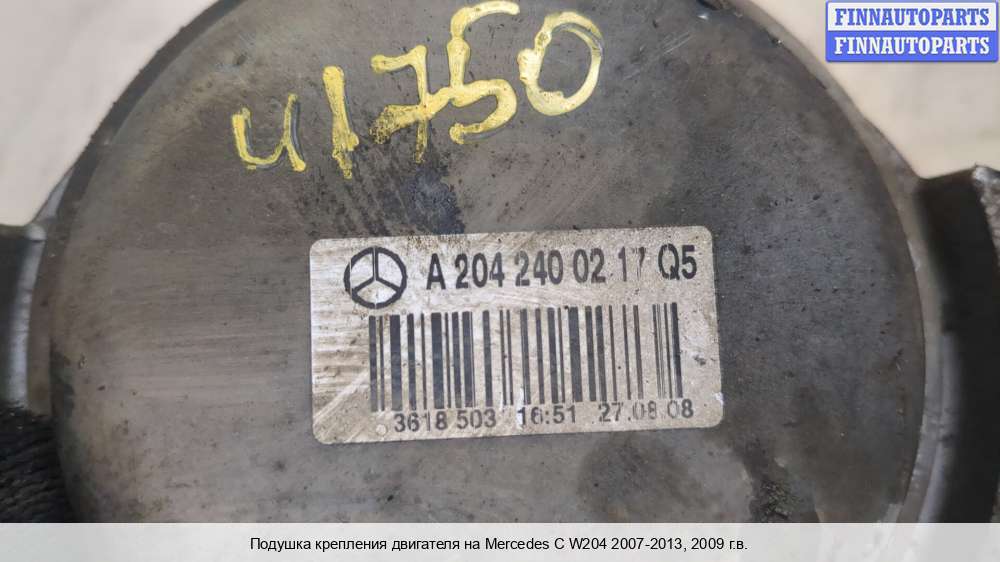 FINNAUTOPARTS
FINNAUTOPARTS
U1750
A 204 240 02 17 Q5
3618 503 16:51 27.08.08
Подушка крепления двигателя на Mercedes C W204 2007-2013, 2009 г.в.